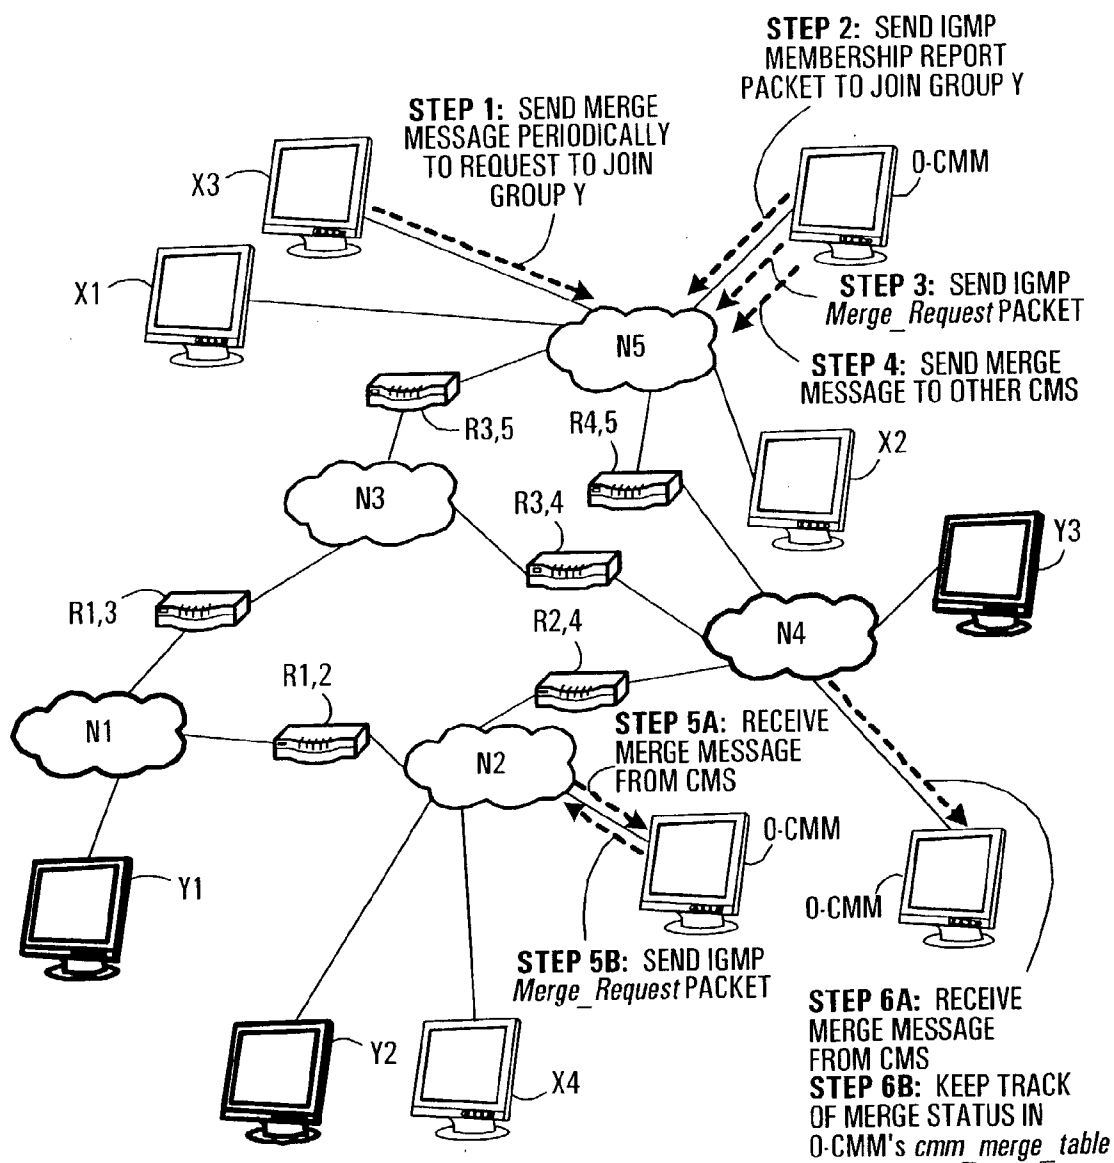 STEP 2: SEND IGMP
MEMBERSHIP REPORT
PACKET TO JOIN GROUP Y
STEP 1: SEND MERGE
MESSAGE PERIODICALLY
TO REQUEST TO JOIN
GROUP Y
X3
O-CMM
X1
STEP 3: SEND IGMP
Merge_Request PACKET
N5
STEP 4: SEND MERGE
MESSAGE TO OTHER CMS
R3,5
R4,5
X2
N3
R3,4
Y3
R1,3
R2,4
N4
R1,2
N1
STEP 5A: RECEIVE
MERGE MESSAGE
FROM CMS
N2
O-CMM
Y1
O-CMM
STEP 5B: SEND IGMP
Merge_Request PACKET
STEP 6A: RECEIVE
MERGE MESSAGE
FROM CMS
Y2
X4
STEP 6B: KEEP TRACK
OF MERGE STATUS IN
O-CMM's cmm_merge_table